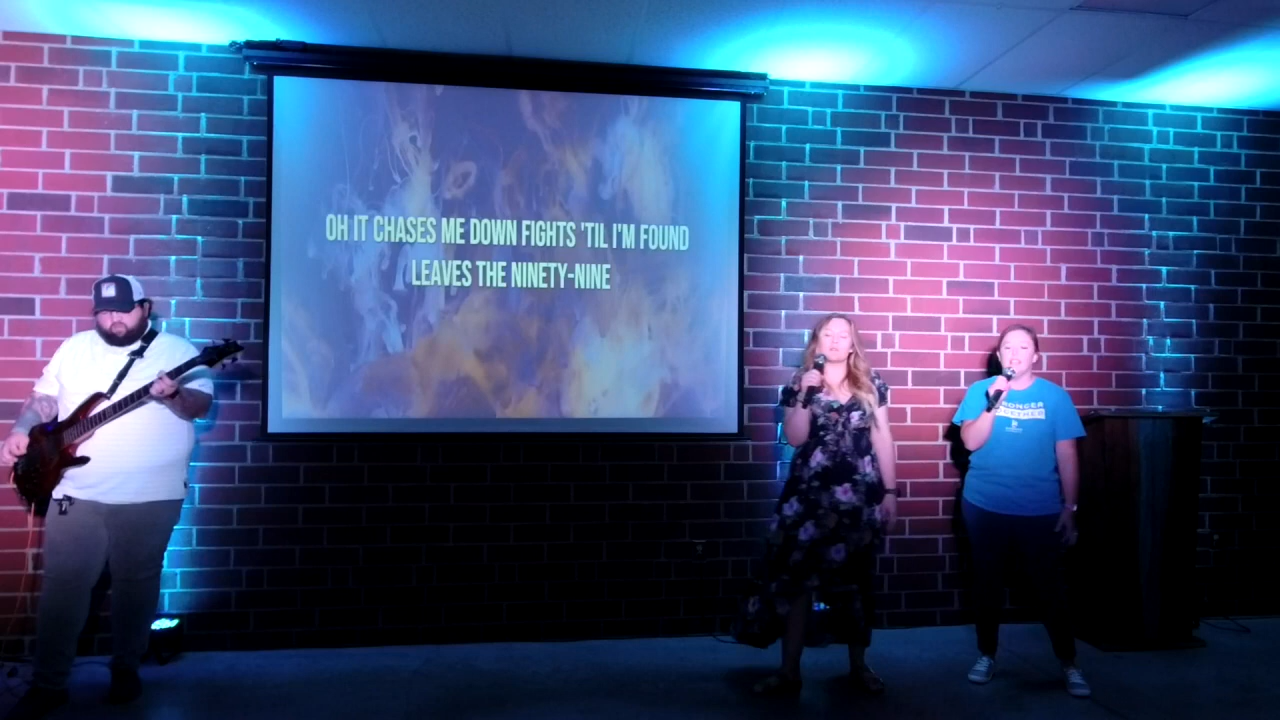 OH IT CHASES ME DOWN FIGHTS 'TIL I'M FOUND
LEAVES THE NINETY-NINE